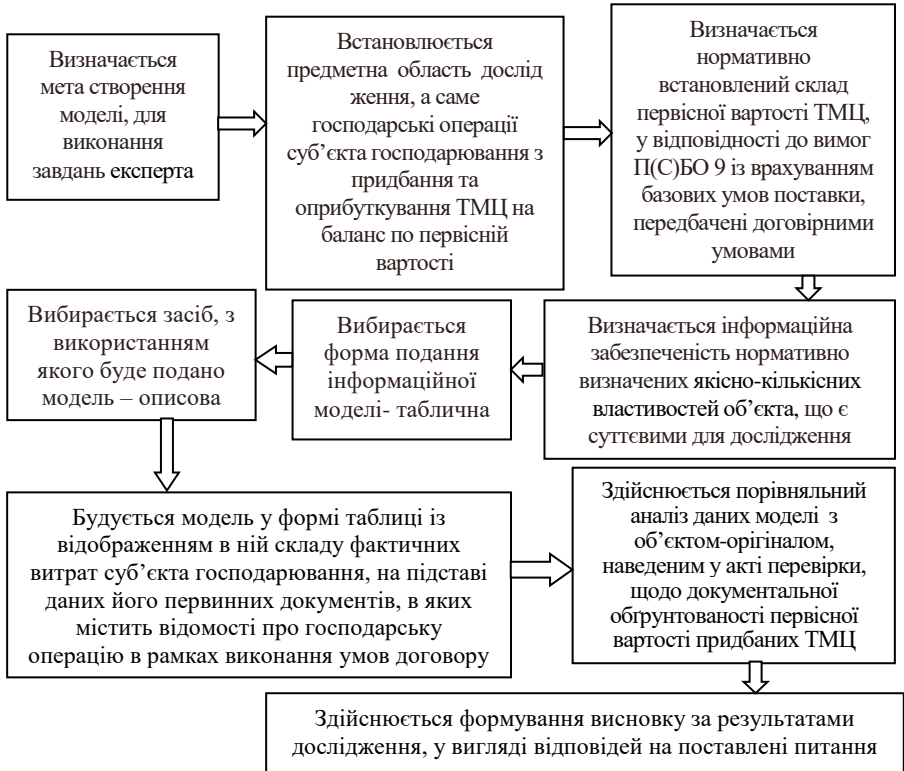 Визначається
мета створення
моделі, для
виконання
завдань експерта
Встановлюється
предметна область дослід
ження, а саме
господарські операції
суб’єкта господарювання з
придбання та
оприбуткування ТМЦ на
баланс по первісній
вартості
Визначається
нормативно
встановлений склад
первісної вартості ТМЦ,
у відповідності до вимог
П(С)БО 9 із врахуванням
базових умов поставки,
передбачені договірними
умовами
Визначається інформаційна
забезпеченість нормативно
визначених якісно-кількісних
властивостей об’єкта, що є
суттєвими для дослідження
Вибирається
форма подання
інформаційної
моделі- таблична
Вибирається засіб, з
використанням
якого буде подано
модель – описова
Будується модель у формі таблиці із
відображенням в ній складу фактичних
витрат суб’єкта господарювання, на підставі
даних його первинних документів, в яких
містить відомості про господарську
операцію в рамках виконання умов договору
Здійснюється порівняльний
аналіз даних моделі з
об’єктом-орігіналом,
наведеним у акті перевірки,
щодо документальної
обґрунтованості первісної
вартості придбаних ТМЦ
Здійснюється формування висновку за результатами
дослідження, у вигляді відповідей на поставлені питання